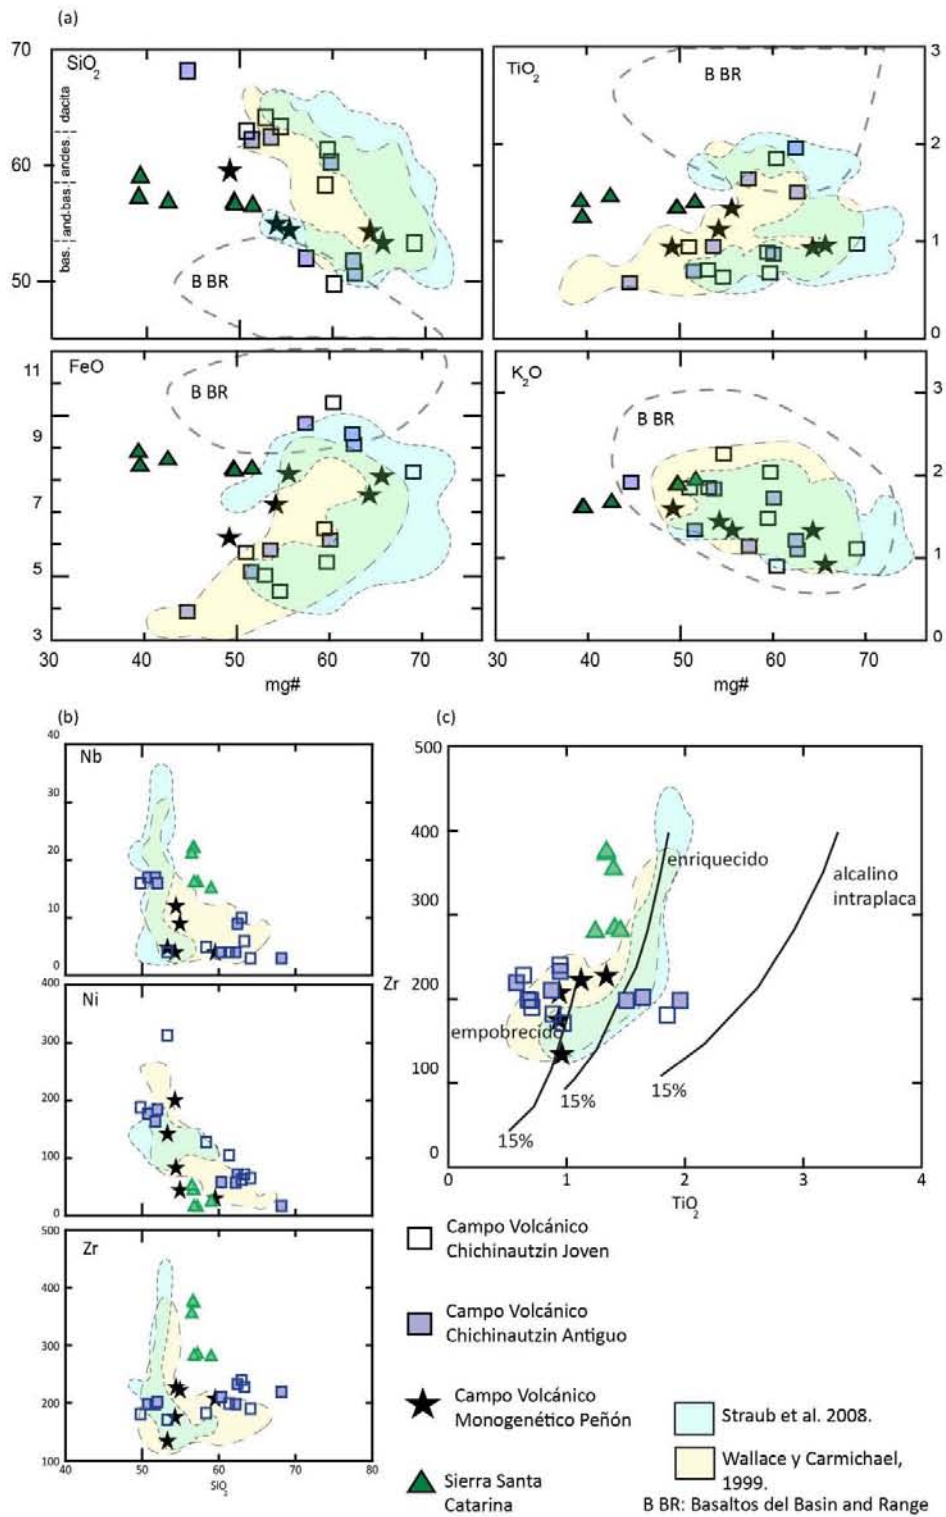 (a)
70
SiO₂
60
50
dacita
andes.
and-bas.
bas.
B BR
TiO₂
B BR
3
2
1
0
11
FeO
9
7
5
3
B BR
K₂O
B BR
3
2
1
0
30 40 50 60 70
mg#
30 40 50 60 70
mg#
(b)
40
Nb
30
20
10
0
400
Ni
300
200
100
0
500
Zr
400
300
200
100
40 50 60 70 80
SiO₂
(c)
500
400
300
Zr
200
100
0
enriquecido
alcalino
intraplaca
empobrecido
15%
15%
15%
0 1 2 3 4
TiO₂
Campo Volcánico
Chichinautzin Joven
Campo Volcánico
Chichinautzin Antiguo
Campo Volcánico
Monogenético Peñón
Sierra Santa
Catarina
Straub et al. 2008.
Wallace y Carmichael,
1999.
B BR: Basaltos del Basin and Range